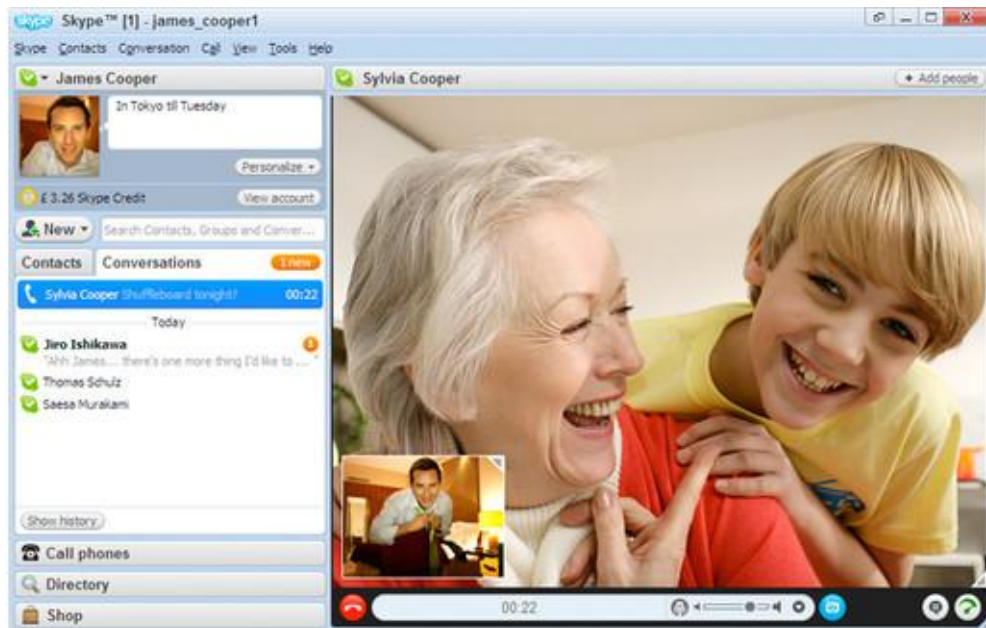 skype Skype™ [1] - james_cooper1
Skype Contacts Conversation Call View Tools Help
James Cooper
In Tokyo till Tuesday
Personalize
£ 3.26 Skype Credit
View account
New
Search Contacts, Groups and Conver...
Contacts Conversations 1 new
Sylvia Cooper Shuffleboard tonight? 00:22
Today
Jiro Ishikawa 1
"Ahh James... there's one more thing I'd like to ..."
Thomas Schulz
Saesa Murakami
Show history
Call phones
Directory
Shop
Sylvia Cooper
+ Add people
00:22